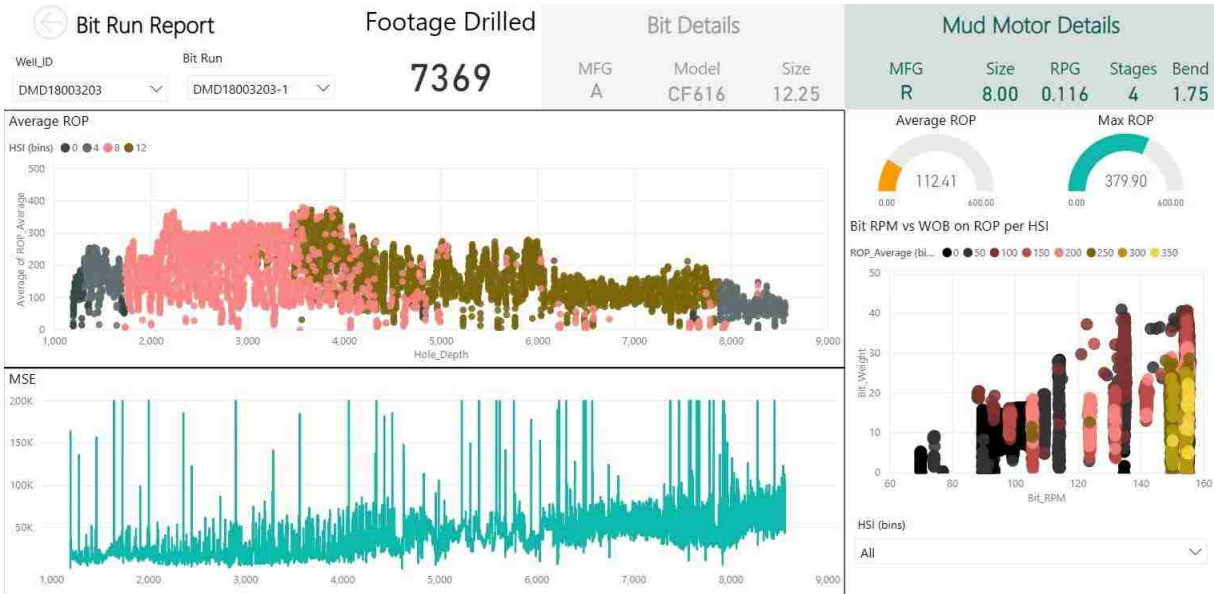 Bit Run Report
Well_ID
DMD18003203
Bit Run
DMD18003203-1
Footage Drilled
7369
Bit Details
MFG Model Size
A CF616 12.25
Mud Motor Details
MFG Size RPG Stages Bend
R 8.00 0.116 4 1.75
Average ROP
HSI (bins) 0 4 8 12
Average of ROP_Average
500
400
300
200
100
0
1,000 2,000 3,000 4,000 5,000 6,000 7,000 8,000 9,000
Hole_Depth
MSE
200K
150K
100K
50K
1,000 2,000 3,000 4,000 5,000 6,000 7,000 8,000 9,000
Average ROP
112.41
0.00 600.00
Max ROP
379.90
0.00 600.00
Bit RPM vs WOB on ROP per HSI
ROP_Average (bi... 0 50 100 150 200 250 300 350
Bit_Weight
50
40
30
20
10
0
60 80 100 120 140 160
Bit_RPM
HSI (bins)
All